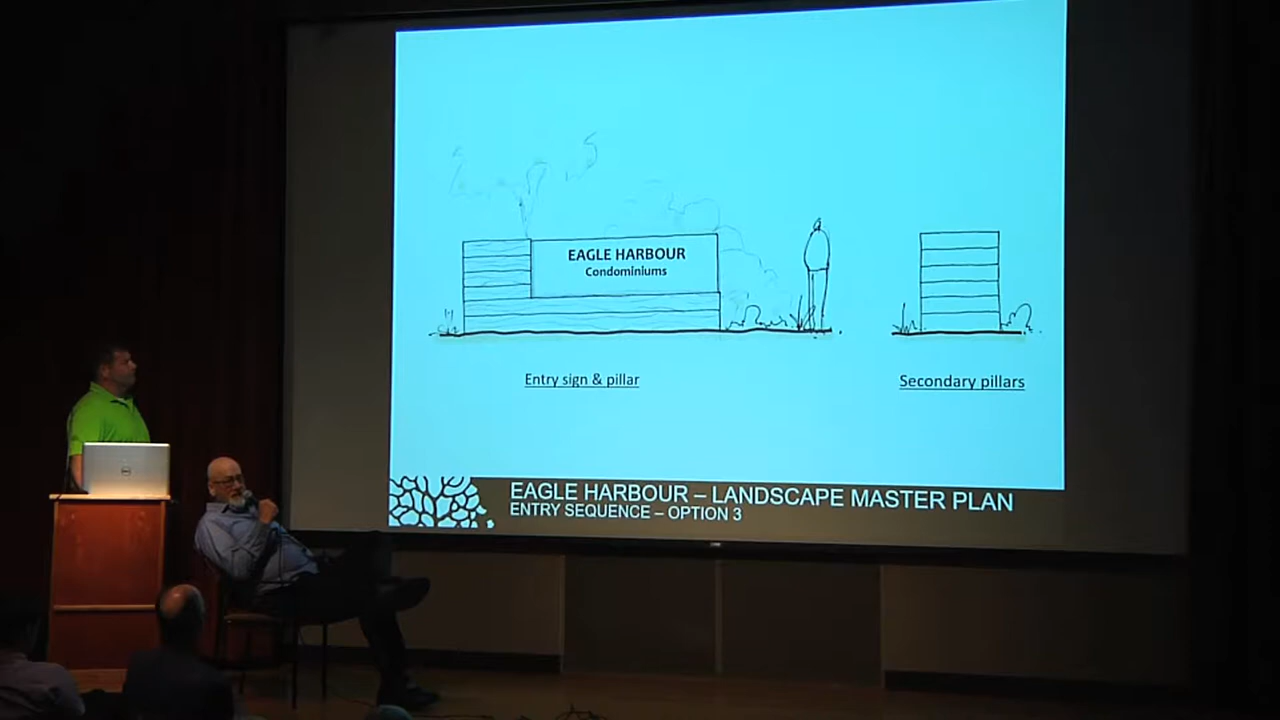 EAGLE HARBOUR
Condominiums
Entry sign & pillar
Secondary pillars
EAGLE HARBOUR – LANDSCAPE MASTER PLAN
ENTRY SEQUENCE – OPTION 3